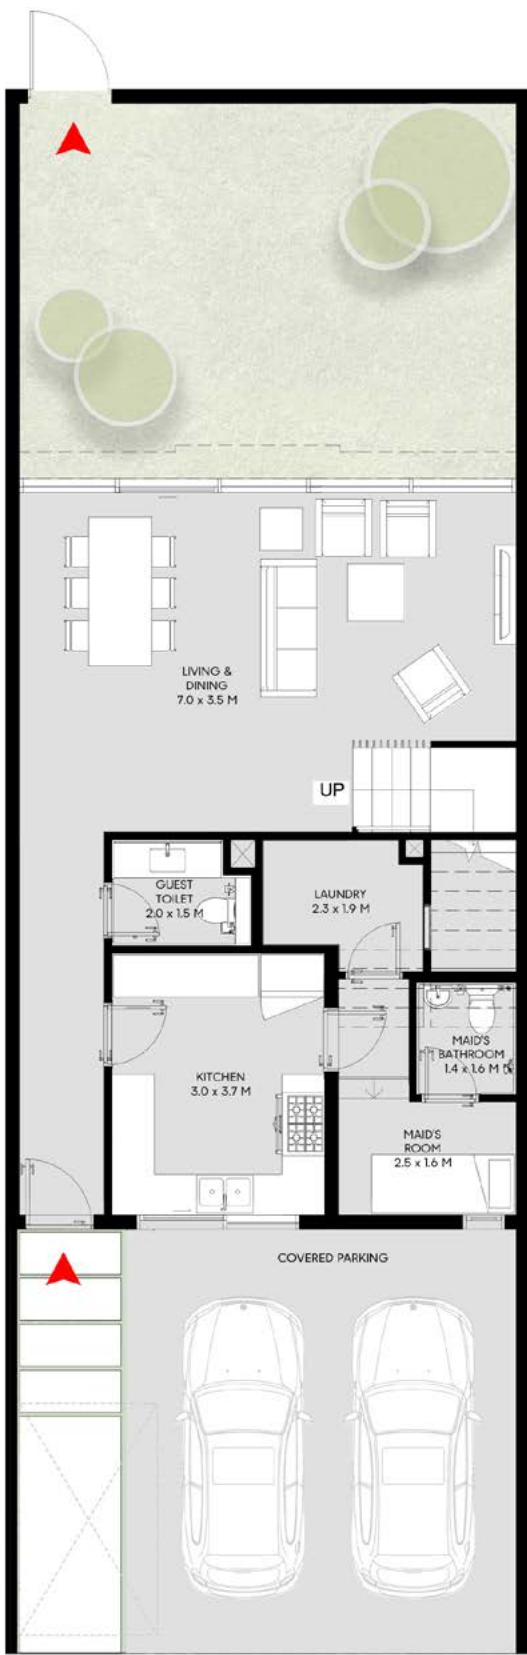 LIVING &
DINING
7.0 x 3.5 M
UP
GUEST
TOILET
2.0 x 1.5 M
LAUNDRY
2.3 x 1.9 M
KITCHEN
3.0 x 3.7 M
MAID'S
BATHROOM
1.4 x 1.6 M
MAID'S
ROOM
2.5 x 1.6 M
COVERED PARKING